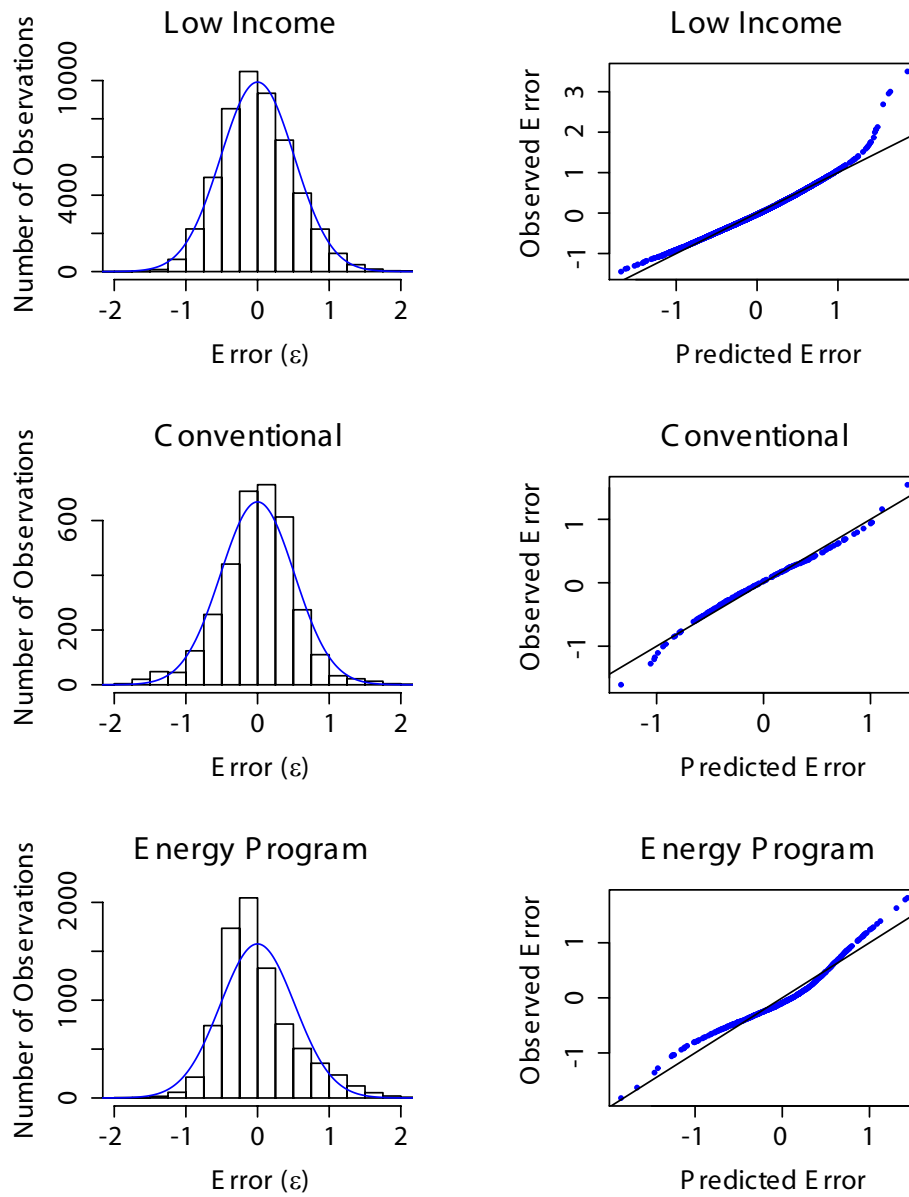 Low Income
Number of Observations
10000
4000
0
-2 -1 0 1 2
Error (ε)
Low Income
Observed Error
3
2
1
0
-1
-1 0 1
Predicted Error
Conventional
Number of Observations
600
200
0
-2 -1 0 1 2
Error (ε)
Conventional
Observed Error
1
0
-1
-1 0 1
Predicted Error
Energy Program
Number of Observations
2000
1000
0
-2 -1 0 1 2
Error (ε)
Energy Program
Observed Error
1
0
-1
-1 0 1
Predicted Error